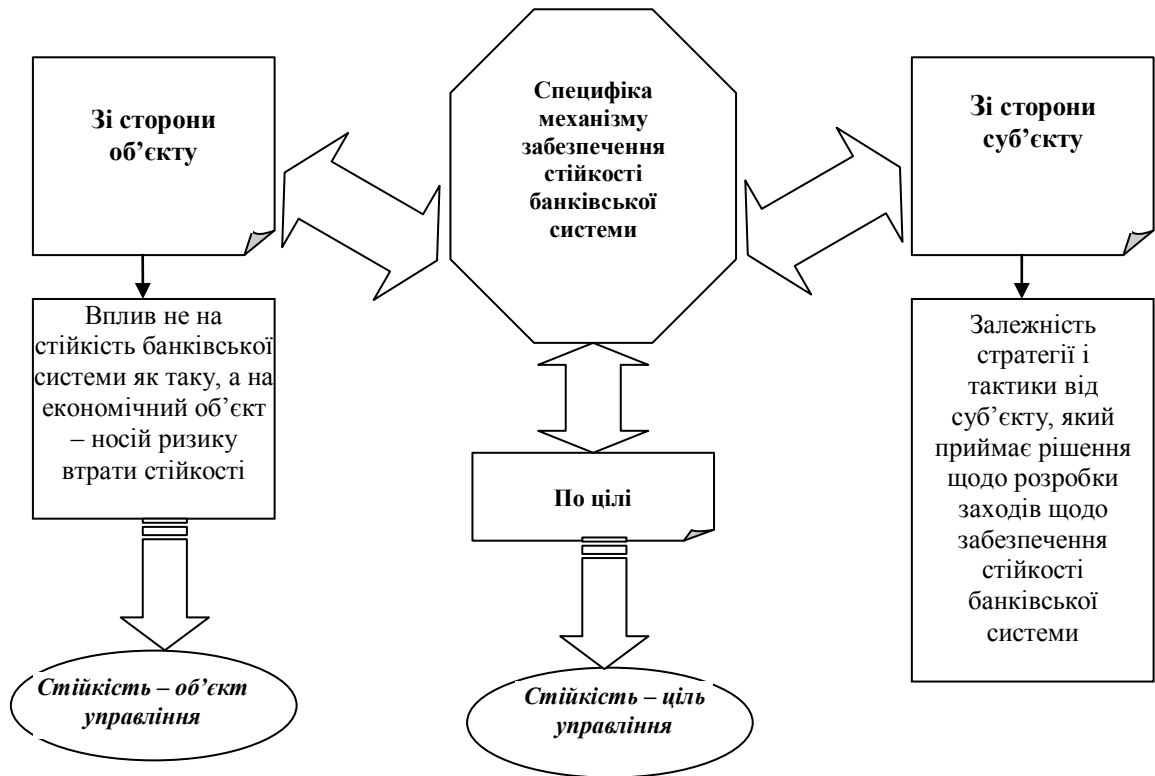 Зі сторони
об’єкту
Специфіка
механізму
забезпечення
стійкості
банківської
системи
Зі сторони
суб’єкту
Вплив не на
стійкість банківської
системи як таку, а на
економічний об’єкт
– носій ризику
втрати стійкості
По цілі
Залежність
стратегії і
тактики від
суб’єкту, який
приймає рішення
щодо розробки
заходів щодо
забезпечення
стійкості
банківської
системи
Стійкість – об’єкт
управління
Стійкість – ціль
управління